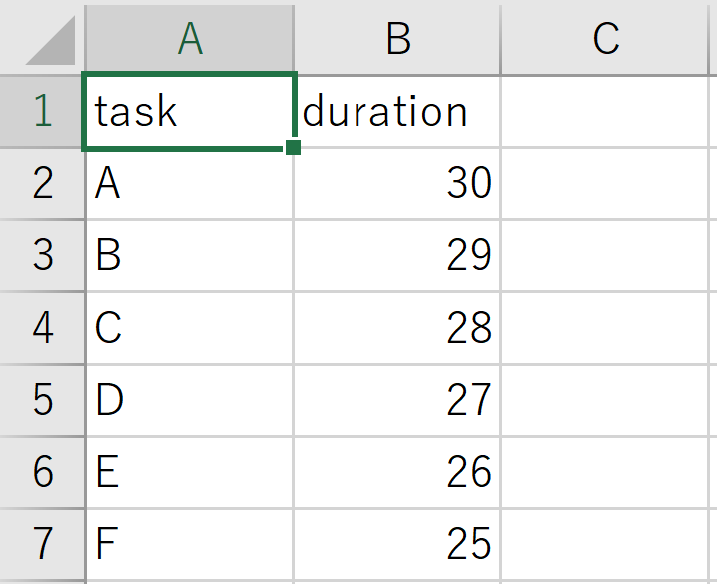 A B C
1 task duration
2 A 30
3 B 29
4 C 28
5 D 27
6 E 26
7 F 25